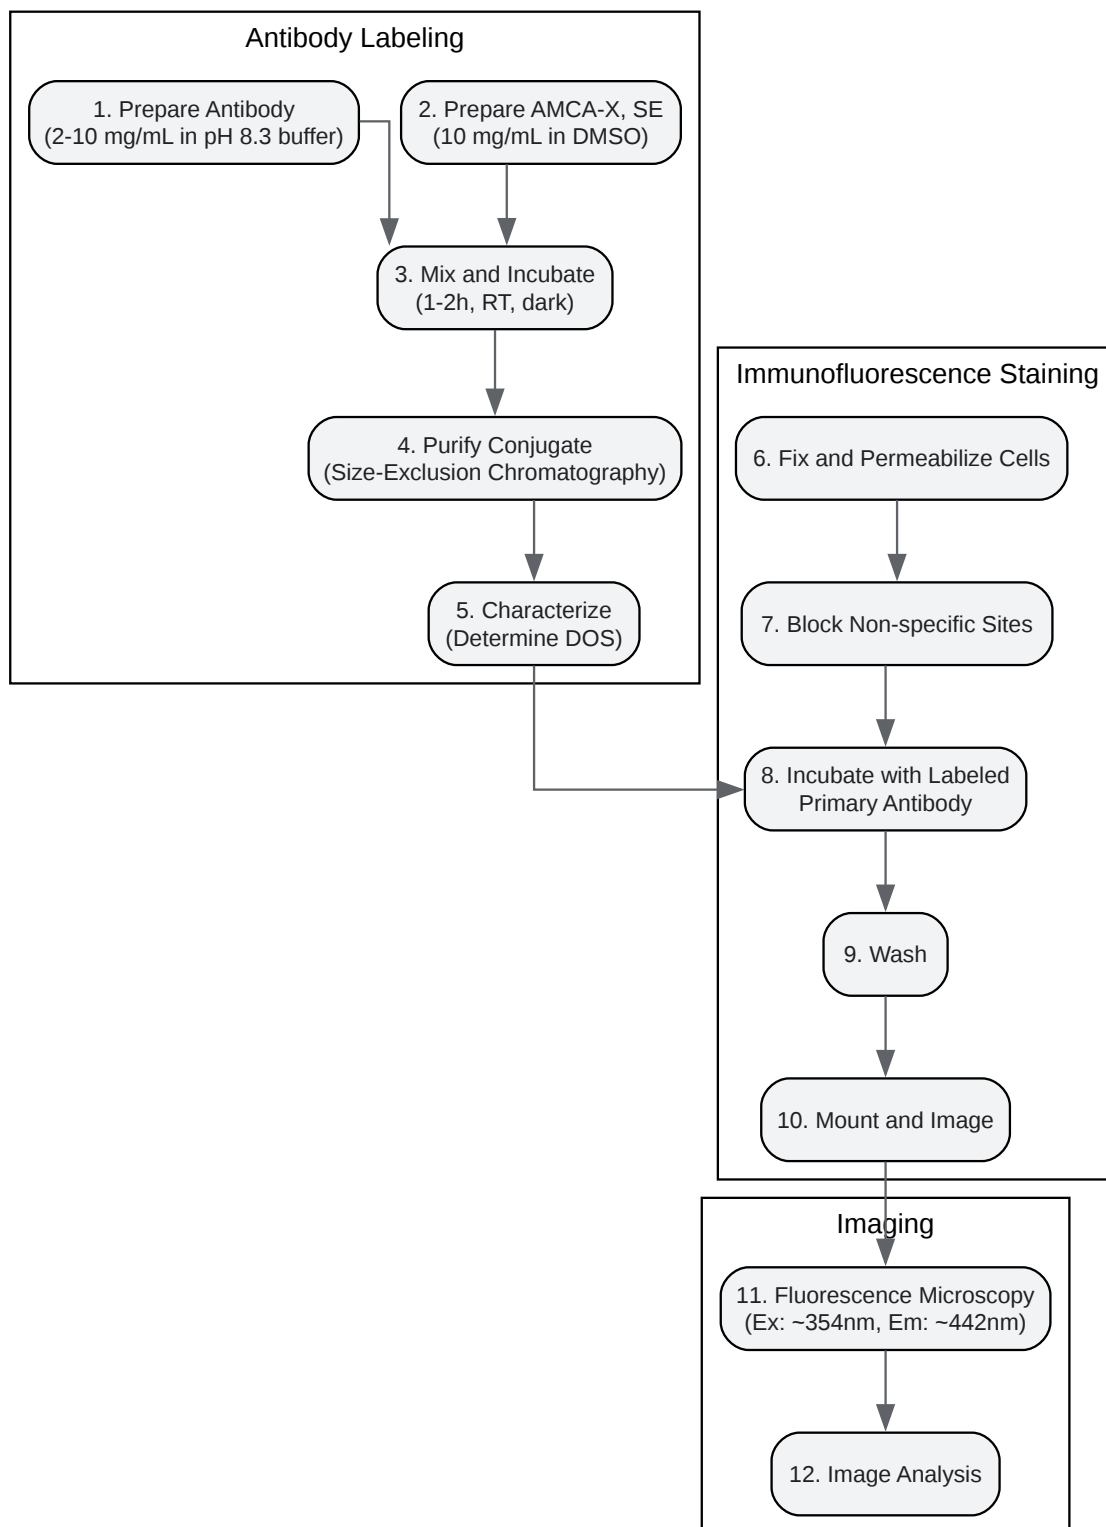 Antibody Labeling
1. Prepare Antibody
(2-10 mg/mL in pH 8.3 buffer)
2. Prepare AMCA-X, SE
(10 mg/mL in DMSO)
3. Mix and Incubate
(1-2h, RT, dark)
4. Purify Conjugate
(Size-Exclusion Chromatography)
5. Characterize
(Determine DOS)
Immunofluorescence Staining
6. Fix and Permeabilize Cells
7. Block Non-specific Sites
8. Incubate with Labeled
Primary Antibody
9. Wash
10. Mount and Image
Imaging
11. Fluorescence Microscopy
(Ex: ~354nm, Em: ~442nm)
12. Image Analysis